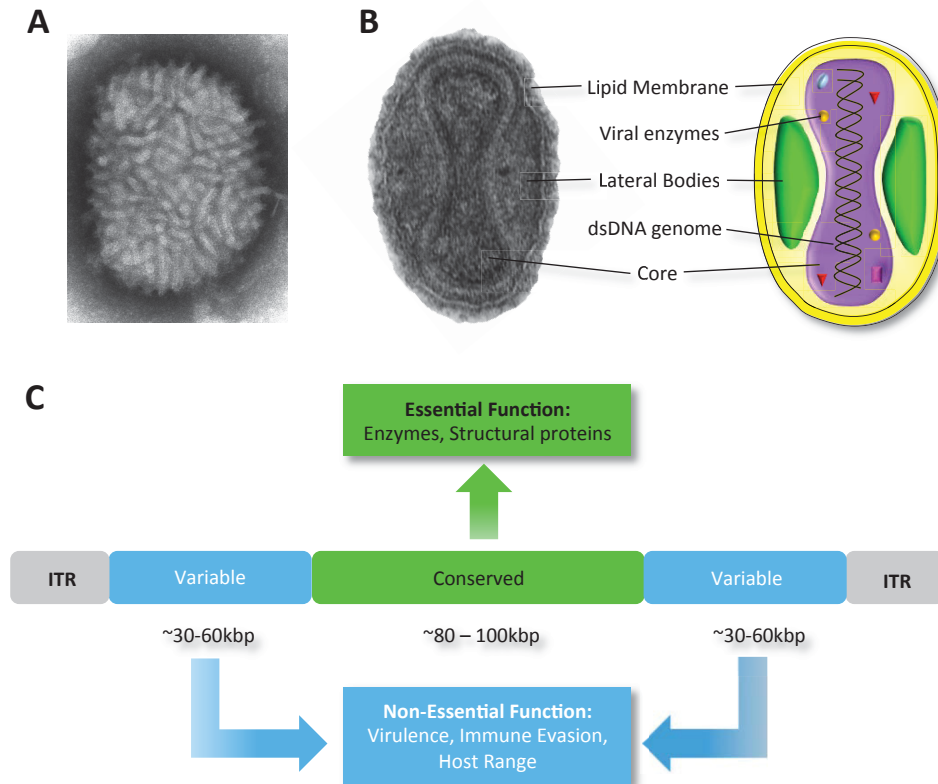 A
B
Lipid Membrane
Viral enzymes
Lateral Bodies
dsDNA genome
Core
C
Essential Function:
Enzymes, Structural proteins
ITR
Variable
Conserved
Variable
ITR
~30-60kbp
~80 – 100kbp
~30-60kbp
Non-Essential Function:
Virulence, Immune Evasion,
Host Range